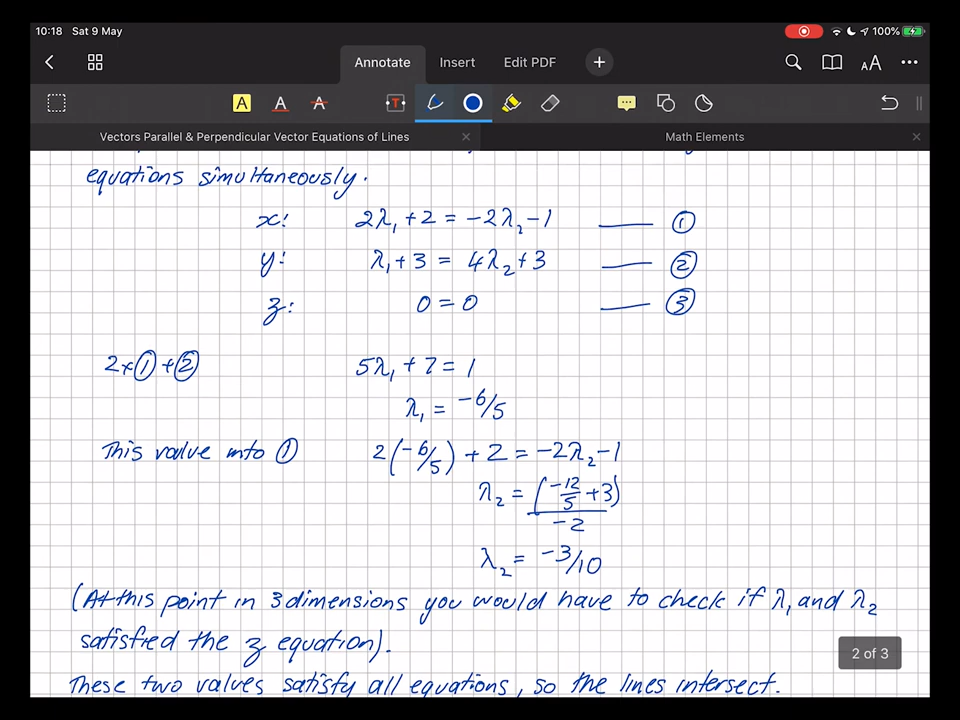 10:18 Sat 9 May 100%
Annotate Insert Edit PDF
Vectors Parallel & Perpendicular Vector Equations of Lines
Math Elements
equations simultaneously.
x: 2λ₁+2 = -2λ₂-1 ①
y: λ₁+3 = 4λ₂+3 ②
z: 0 = 0 ③
2×①+② 5λ₁+7 = 1
λ₁ = -6/5
This value into ① 2(-6/5) + 2 = -2λ₂-1
λ₂ = (-12/5 +3)/-2
λ₂ = -3/10
(At this point in 3 dimensions you would have to check if λ₁ and λ₂
satisfied the z equation).
2 of 3
These two values satisfy all equations, so the lines intersect.